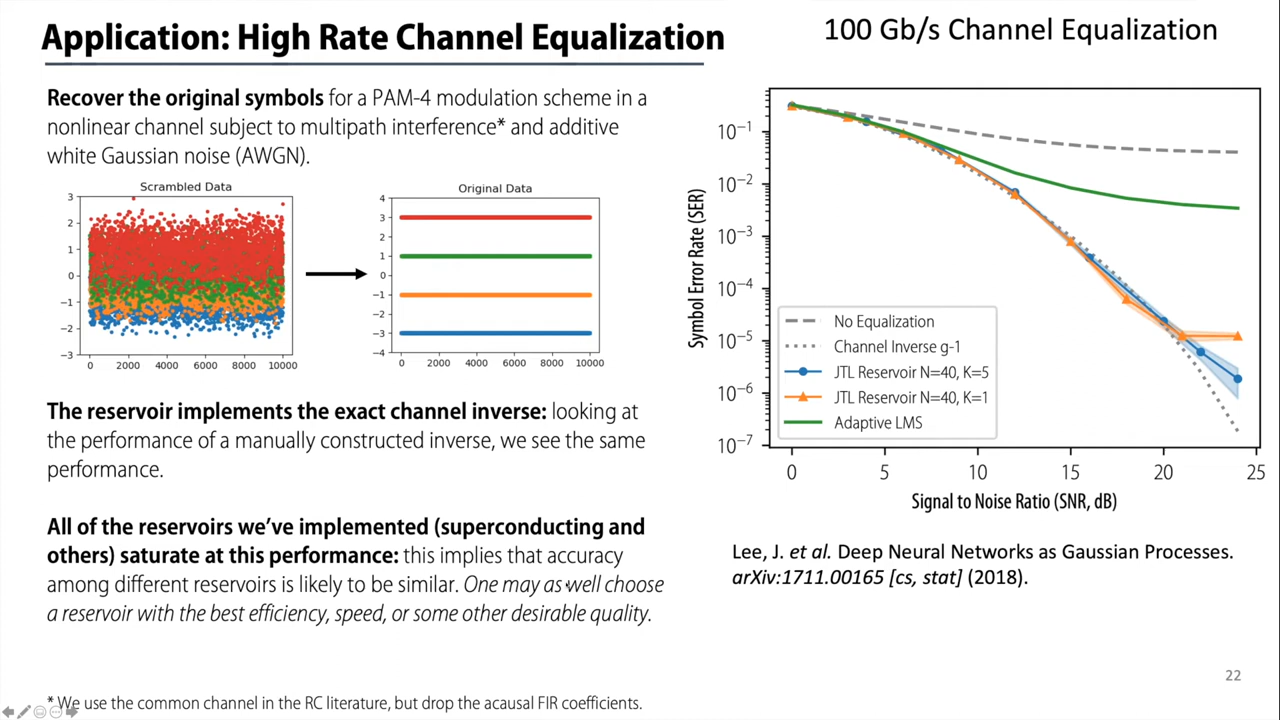 Application: High Rate Channel Equalization
Recover the original symbols for a PAM-4 modulation scheme in a
nonlinear channel subject to multipath interference* and additive
white Gaussian noise (AWGN).
Scrambled Data
3
2
1
0
−1
−2
−3
0 2000 4000 6000 8000 10000
Original Data
4
3
2
1
0
−1
−2
−3
−4
0 2000 4000 6000 8000 10000
The reservoir implements the exact channel inverse: looking at
the performance of a manually constructed inverse, we see the same
performance.
All of the reservoirs we’ve implemented (superconducting and
others) saturate at this performance: this implies that accuracy
among different reservoirs is likely to be similar. One may as well choose
a reservoir with the best efficiency, speed, or some other desirable quality.
* We use the common channel in the RC literature, but drop the acausal FIR coefficients.
100 Gb/s Channel Equalization
Symbol Error Rate (SER)
10⁻¹
10⁻²
10⁻³
10⁻⁴
10⁻⁵
10⁻⁶
10⁻⁷
No Equalization
Channel Inverse g-1
JTL Reservoir N=40, K=5
JTL Reservoir N=40, K=1
Adaptive LMS
0 5 10 15 20 25
Signal to Noise Ratio (SNR, dB)
Lee, J. et al. Deep Neural Networks as Gaussian Processes.
arXiv:1711.00165 [cs, stat] (2018).
22